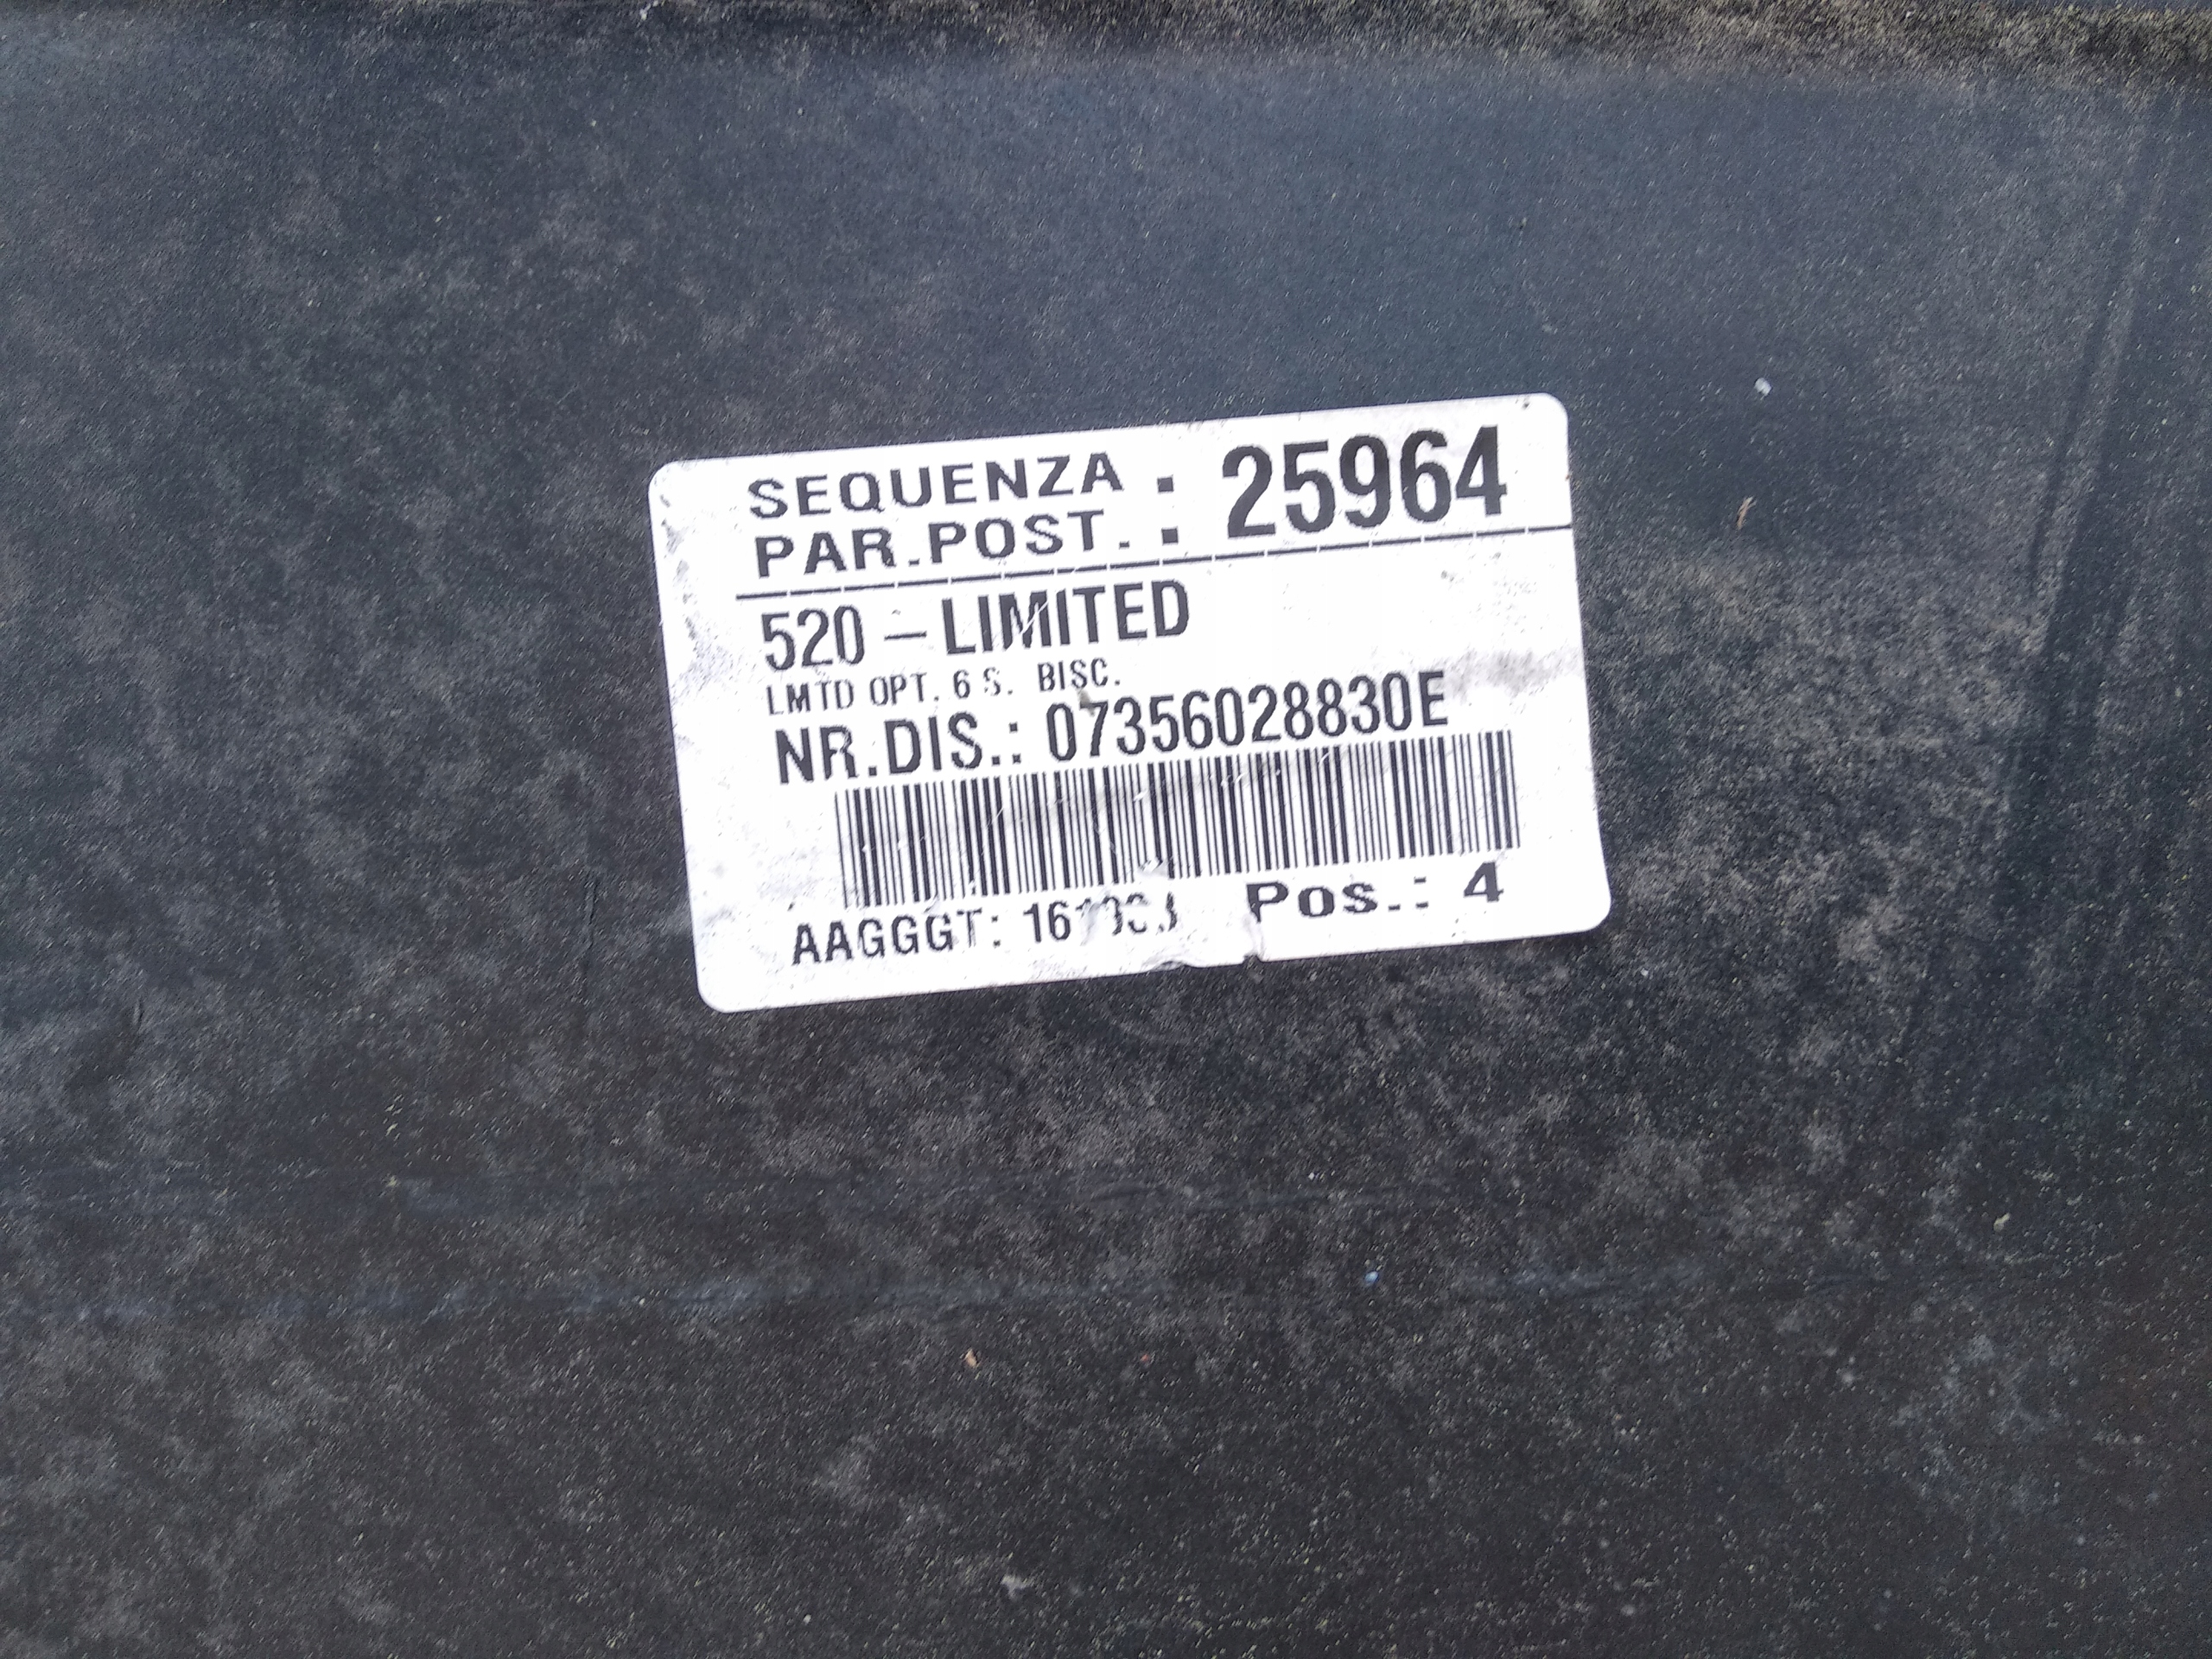 SEQUENZA
PAR.POST. : 25964
520 – LIMITED
LMTD OPT. 6 S. BISC.
NR.DIS.: 07356028830E
AAGGGT: Pos.: 4